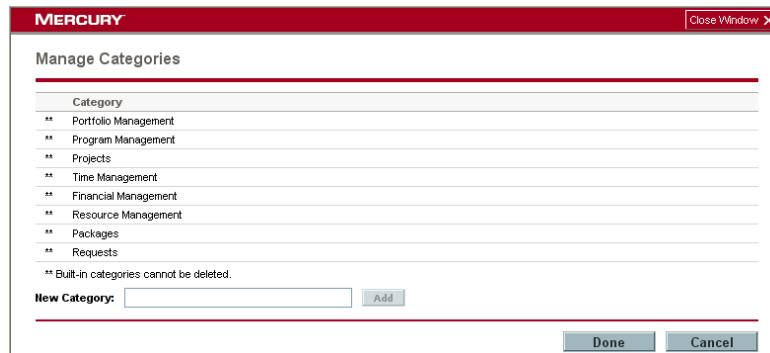 MERCURY
Close Window X
Manage Categories
Category
** Portfolio Management
** Program Management
** Projects
** Time Management
** Financial Management
** Resource Management
** Packages
** Requests
** Built-in categories cannot be deleted.
New Category: Add
Done Cancel